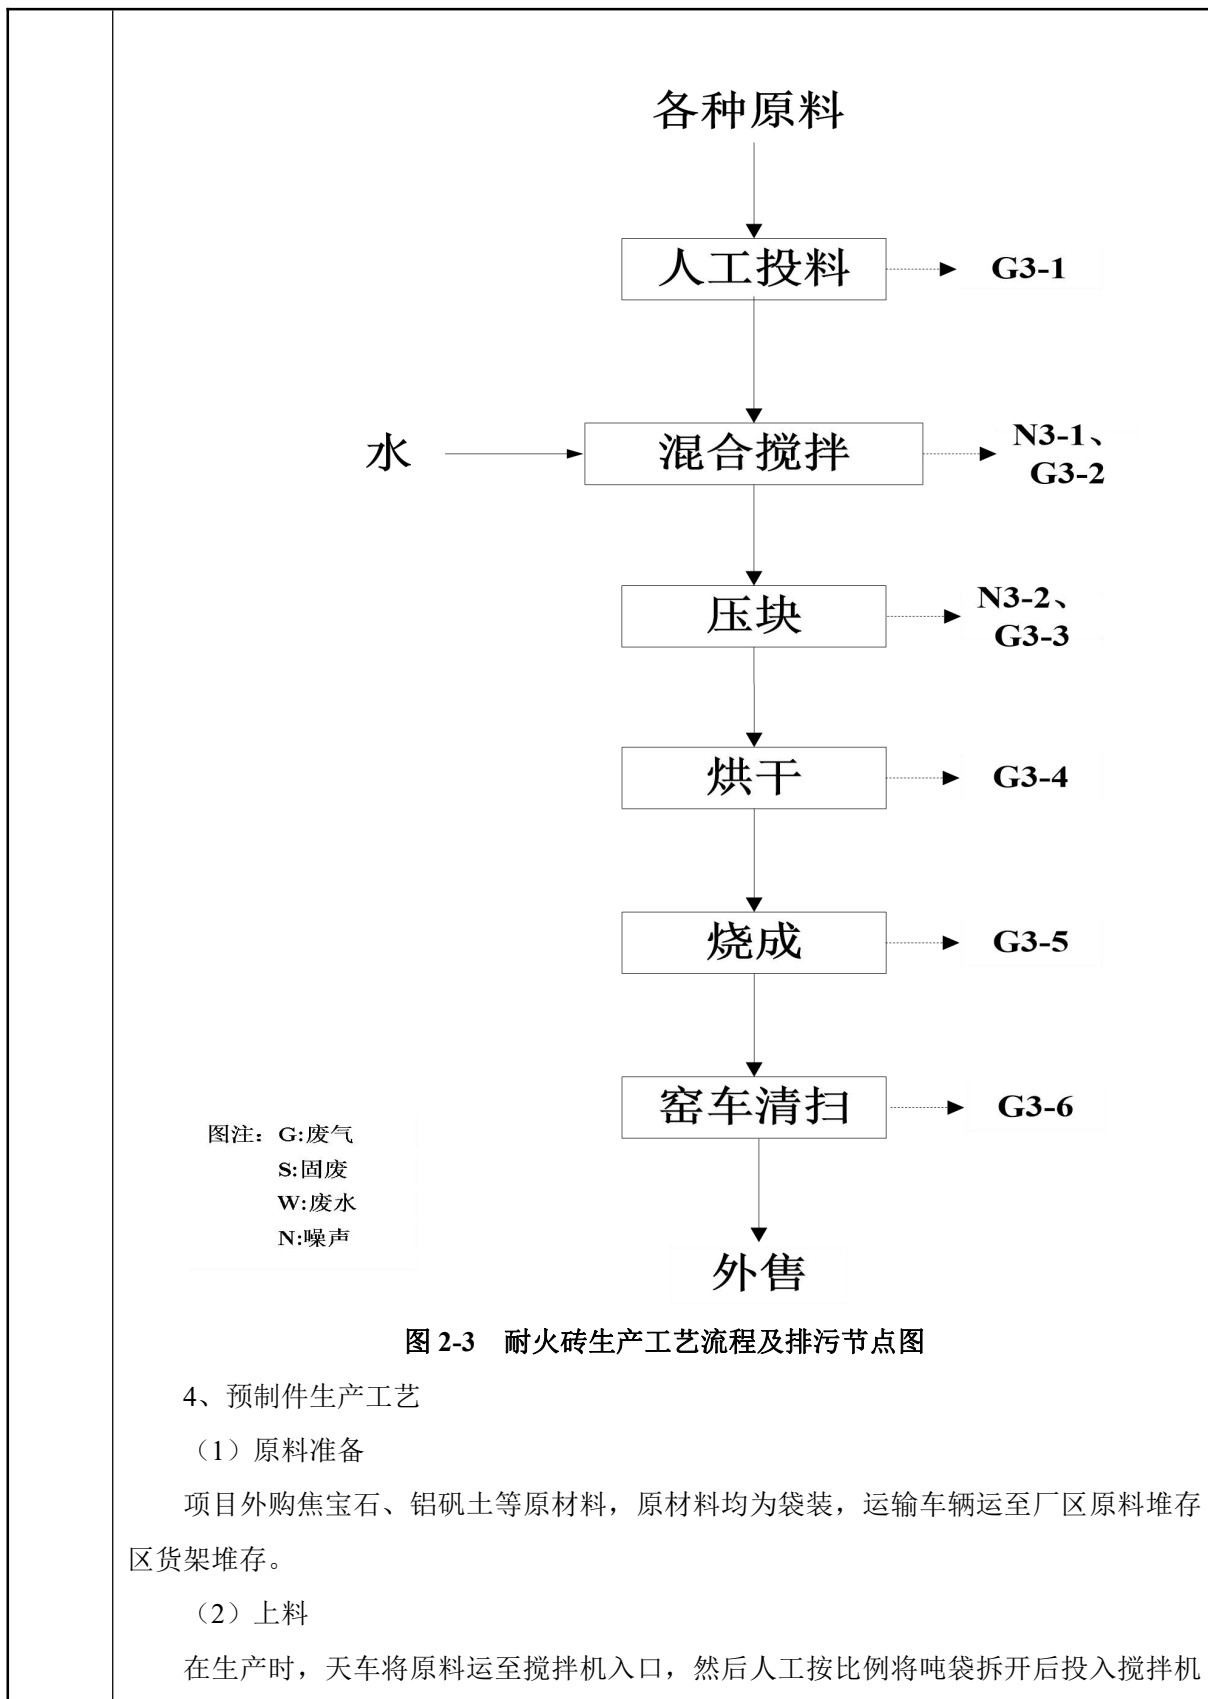 各种原料
人工投料
G3-1
水
混合搅拌
N3-1、
G3-2
压块
N3-2、
G3-3
烘干
G3-4
烧成
G3-5
窑车清扫
G3-6
图注：G:废气
S:固废
W:废水
N:噪声
外售
图 2-3 耐火砖生产工艺流程及排污节点图
4、预制件生产工艺
（1）原料准备
项目外购焦宝石、铝矾土等原材料，原材料均为袋装，运输车辆运至厂区原料堆存
区货架堆存。
（2）上料
在生产时，天车将原料运至搅拌机入口，然后人工按比例将吨袋拆开后投入搅拌机